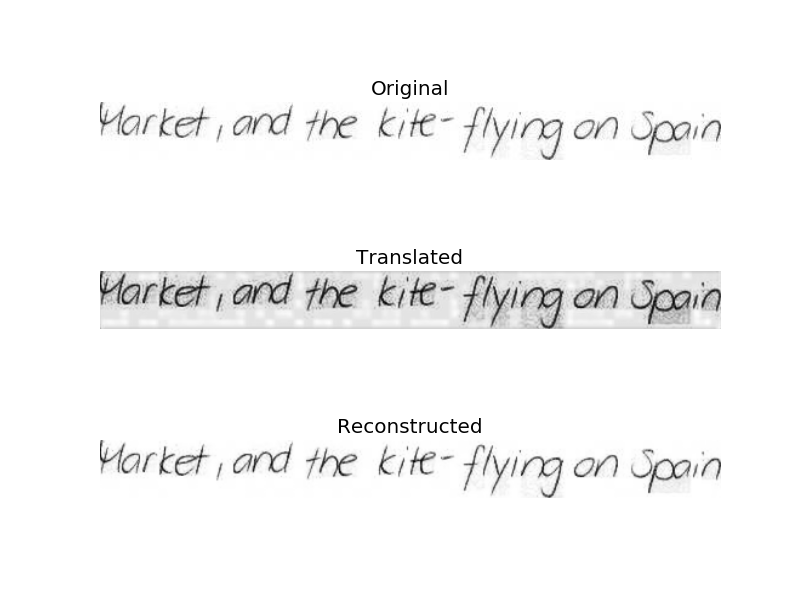 Original
Market, and the kite-flying on Spain
Translated
Market, and the kite-flying on Spain
Reconstructed
Market, and the kite-flying on Spain